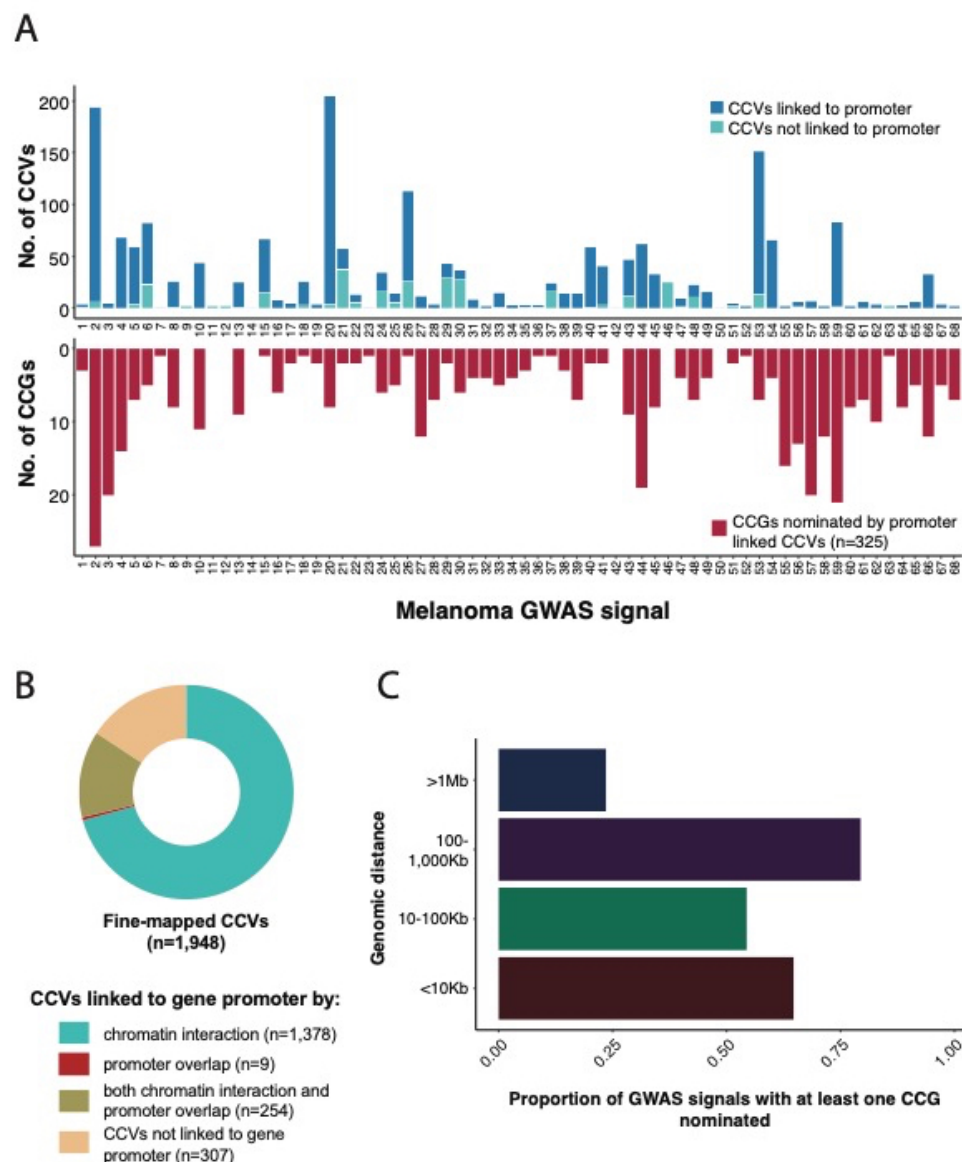 A
No. of CCVs
200
150
100
50
0
CCVs linked to promoter
CCVs not linked to promoter
1 2 3 4 5 6 7 8 9 10 11 12 13 14 15 16 17 18 19 20 21 22 23 24 25 26 27 28 29 30 31 32 33 34 35 36 37 38 39 40 41 42 43 44 45 46 47 48 49 50 51 52 53 54 55 56 57 58 59 60 61 62 63 64 65 66 67 68
No. of CCGs
0
10
20
CCGs nominated by promoter
linked CCVs (n=325)
1 2 3 4 5 6 7 8 9 10 11 12 13 14 15 16 17 18 19 20 21 22 23 24 25 26 27 28 29 30 31 32 33 34 35 36 37 38 39 40 41 42 43 44 45 46 47 48 49 50 51 52 53 54 55 56 57 58 59 60 61 62 63 64 65 66 67 68
Melanoma GWAS signal
B
Fine-mapped CCVs
(n=1,948)
CCVs linked to gene promoter by:
chromatin interaction (n=1,378)
promoter overlap (n=9)
both chromatin interaction and
promoter overlap (n=254)
CCVs not linked to gene
promoter (n=307)
C
Genomic distance
>1Mb
100-
1,000Kb
10-100Kb
<10Kb
0.00
0.25
0.50
0.75
1.00
Proportion of GWAS signals with at least one CCG
nominated